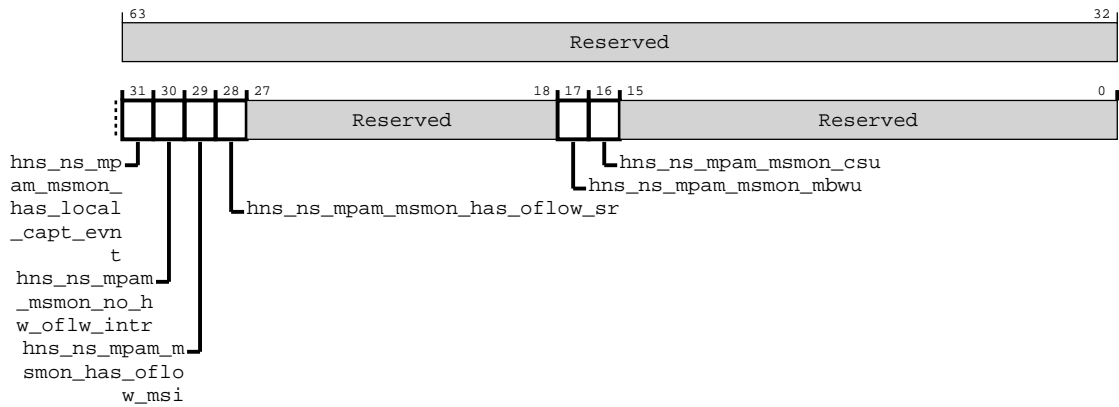 63 32
Reserved
31 30 29 28 27 18 17 16 15 0
Reserved Reserved
hns_ns_mp
am_msmon_
has_local
_capt_evn
t
hns_ns_mpam_msmon_csu
hns_ns_mpam_msmon_mbwu
hns_ns_mpam_msmon_has_oflow_sr
hns_ns_mpam
_msmon_no_h
w_oflw_intr
hns_ns_mpam_m
smon_has_oflo
w_msi